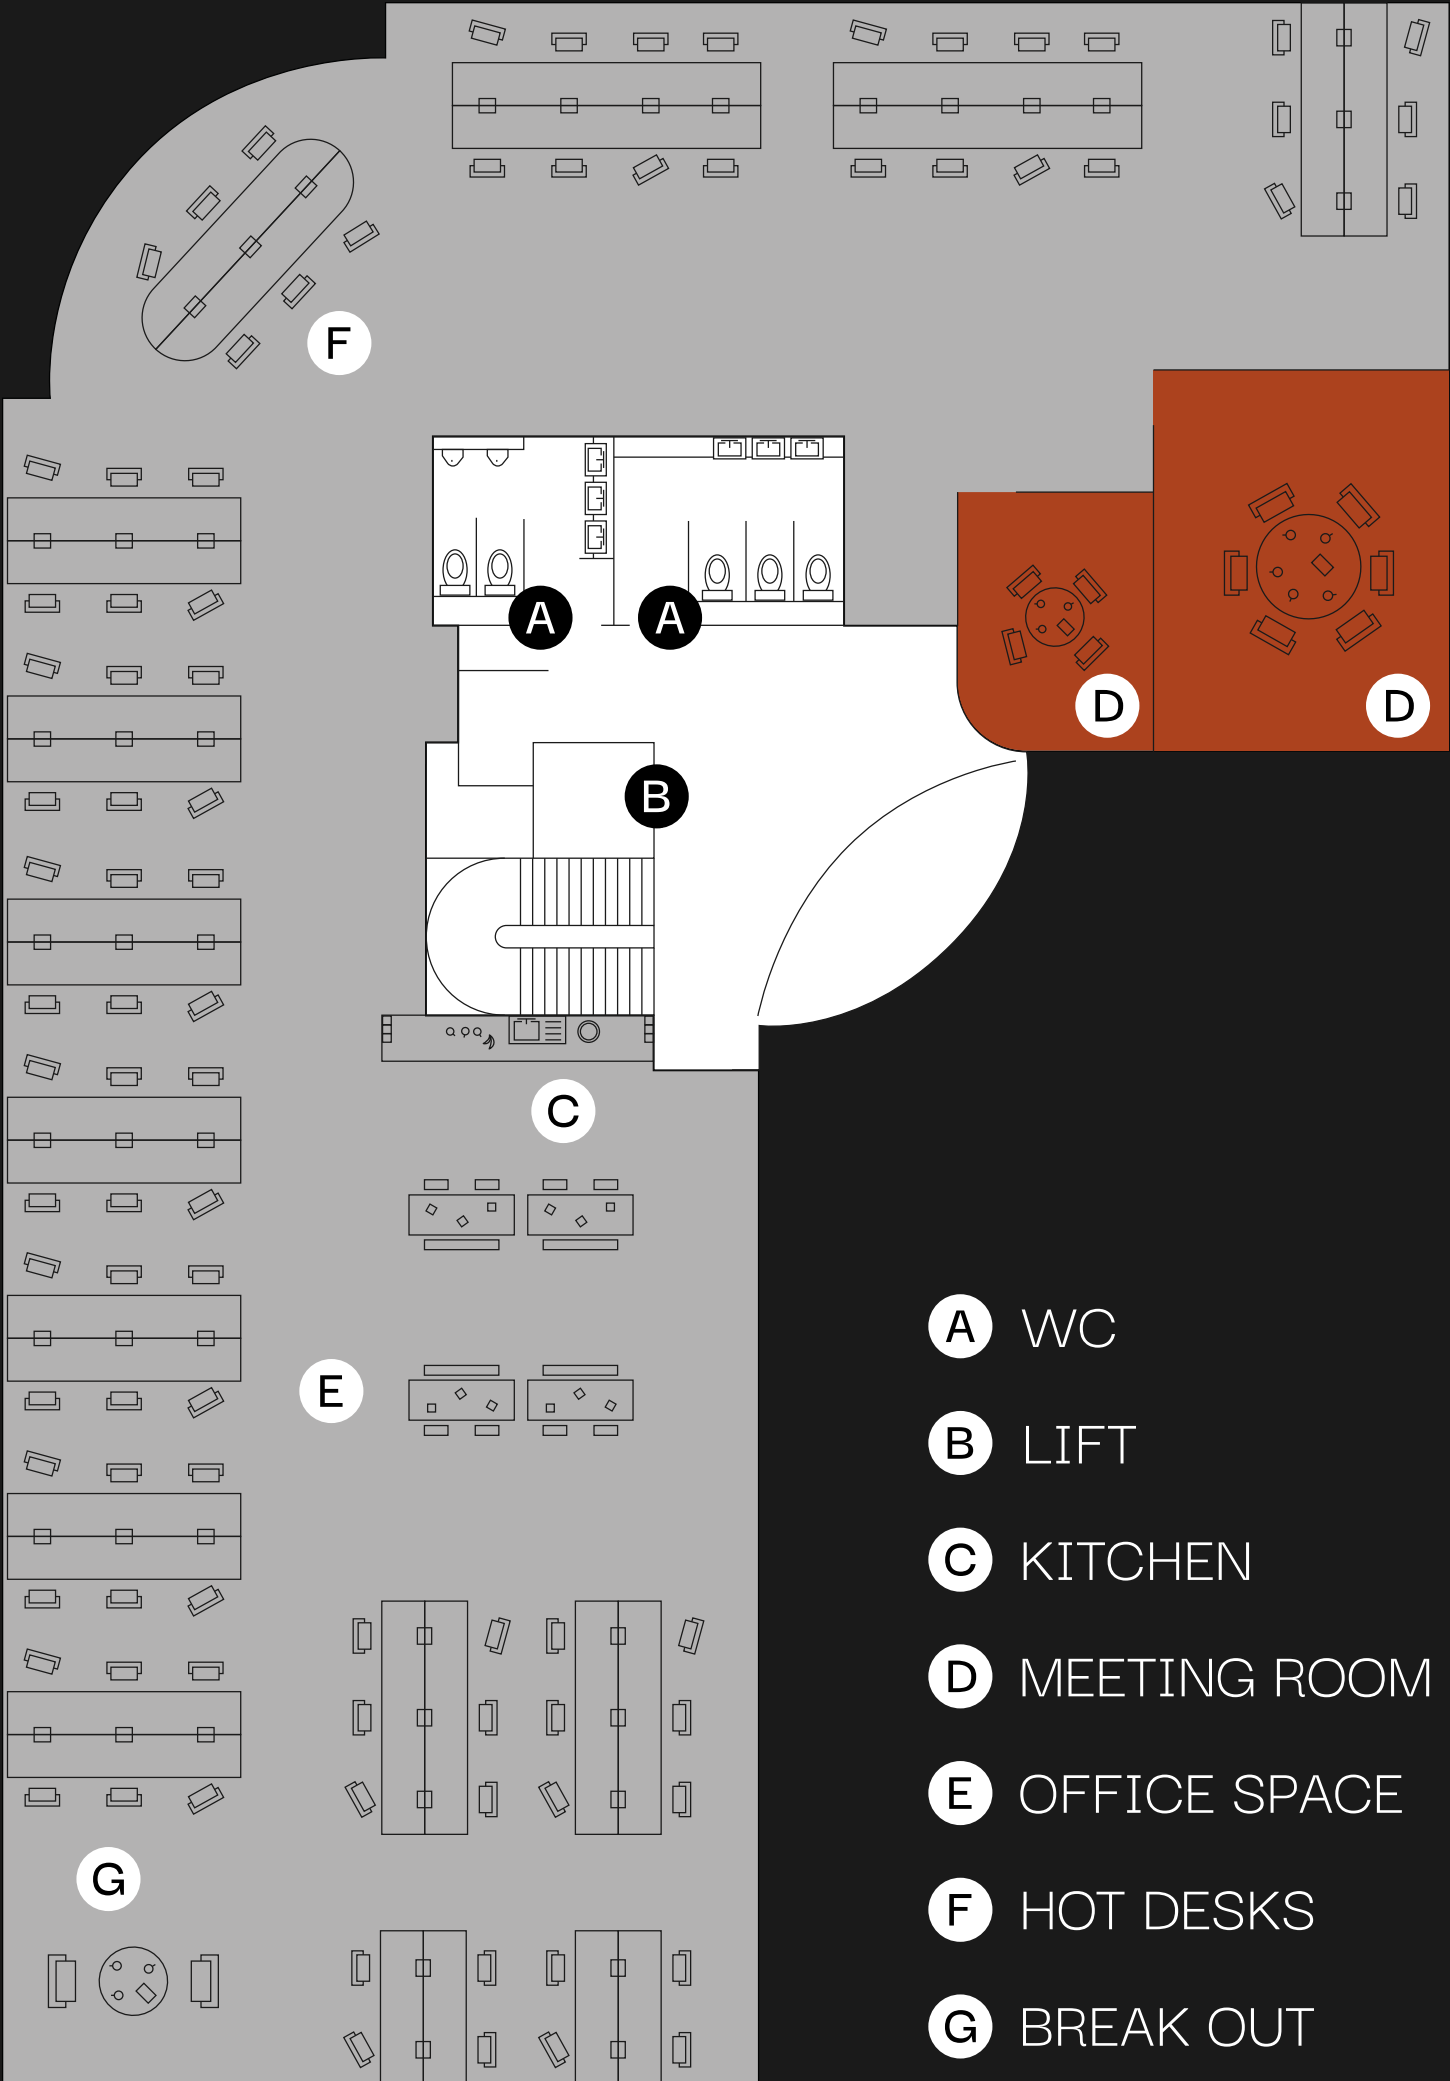 F
A
A
D
D
B
C
E
G
A WC
B LIFT
C KITCHEN
D MEETING ROOM
E OFFICE SPACE
F HOT DESKS
G BREAK OUT